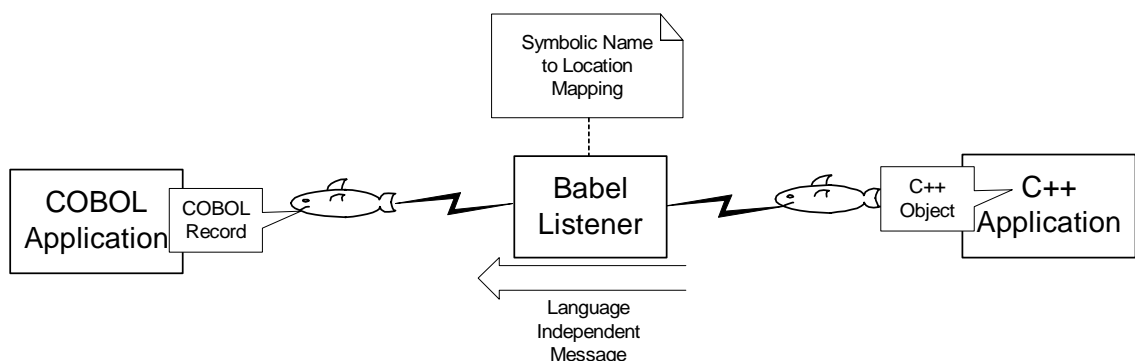 Symbolic Name
to Location
Mapping
COBOL
Application
COBOL
Record
Babel
Listener
C++
Object
C++
Application
Language
Independent
Message